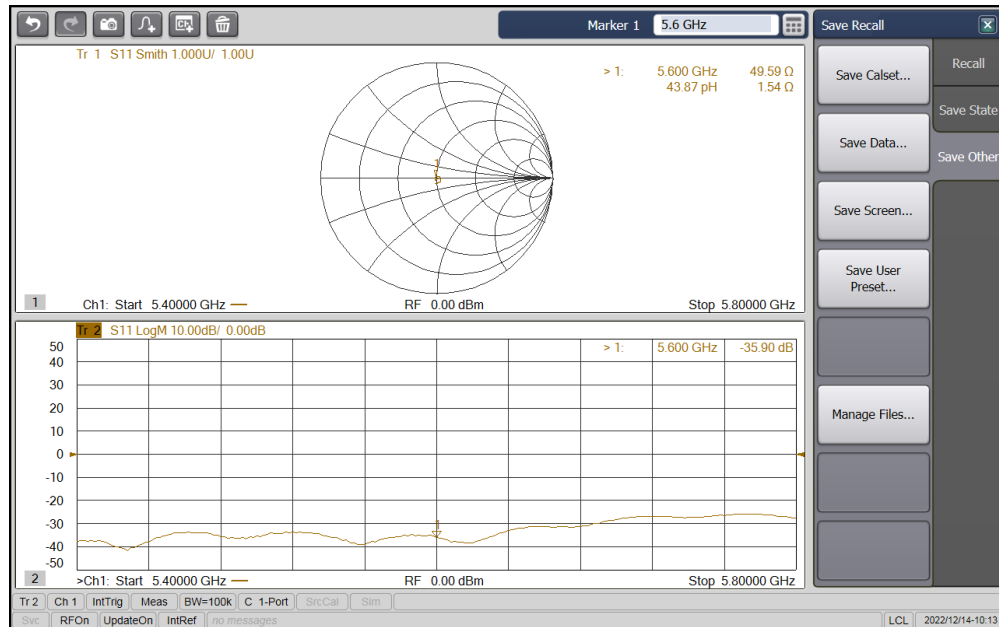 Marker 1 5.6 GHz
Save Recall
Tr 1 S11 Smith 1.000U/ 1.00U
> 1: 5.600 GHz 49.59 Ω
43.87 pH 1.54 Ω
1
1 Ch1: Start 5.40000 GHz RF 0.00 dBm Stop 5.80000 GHz
Tr 2 S11 LogM 10.00dB/ 0.00dB
> 1: 5.600 GHz -35.90 dB
50
40
30
20
10
0
-10
-20
-30
-40
-50
1
2 >Ch1: Start 5.40000 GHz RF 0.00 dBm Stop 5.80000 GHz
Save Calset...
Save Data...
Save Screen...
Save User
Preset...
Manage Files...
Recall
Save State
Save Other
Tr 2 Ch 1 IntTrig Meas BW=100k C 1-Port SrcCal Sim
Svc RFOn UpdateOn IntRef no messages LCL 2022/12/14-10:13